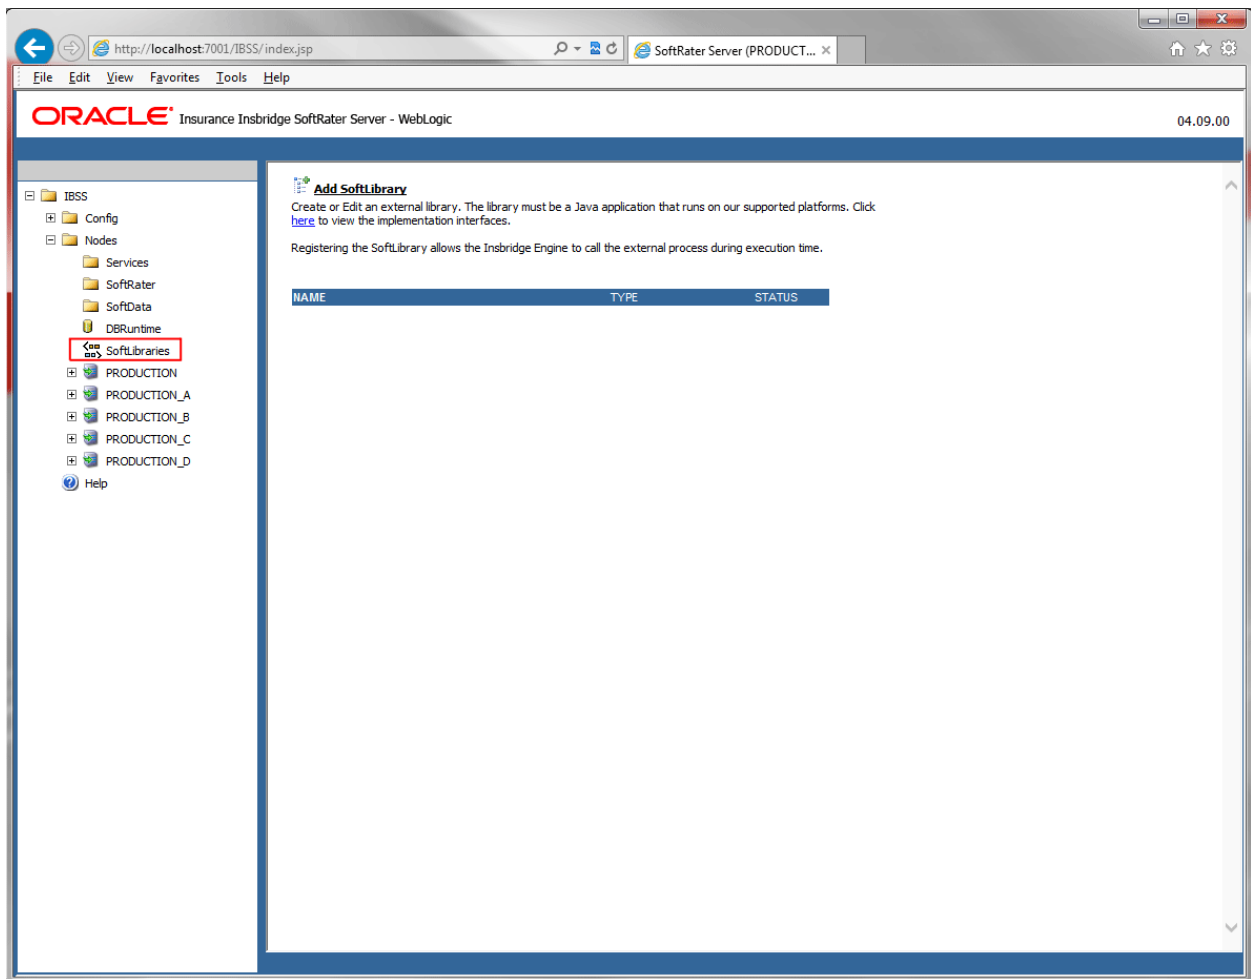 http://localhost:7001/IBSS/index.jsp
SoftRater Server (PRODUCT...
File Edit View Favorites Tools Help
ORACLE Insurance Insbridge SoftRater Server - WebLogic
04.09.00
IBSS
Config
Nodes
Services
SoftRater
SoftData
DBRuntime
SoftLibraries
PRODUCTION
PRODUCTION_A
PRODUCTION_B
PRODUCTION_C
PRODUCTION_D
Help
Add SoftLibrary
Create or Edit an external library. The library must be a Java application that runs on our supported platforms. Click
here to view the implementation interfaces.
Registering the SoftLibrary allows the Insbridge Engine to call the external process during execution time.
NAME TYPE STATUS